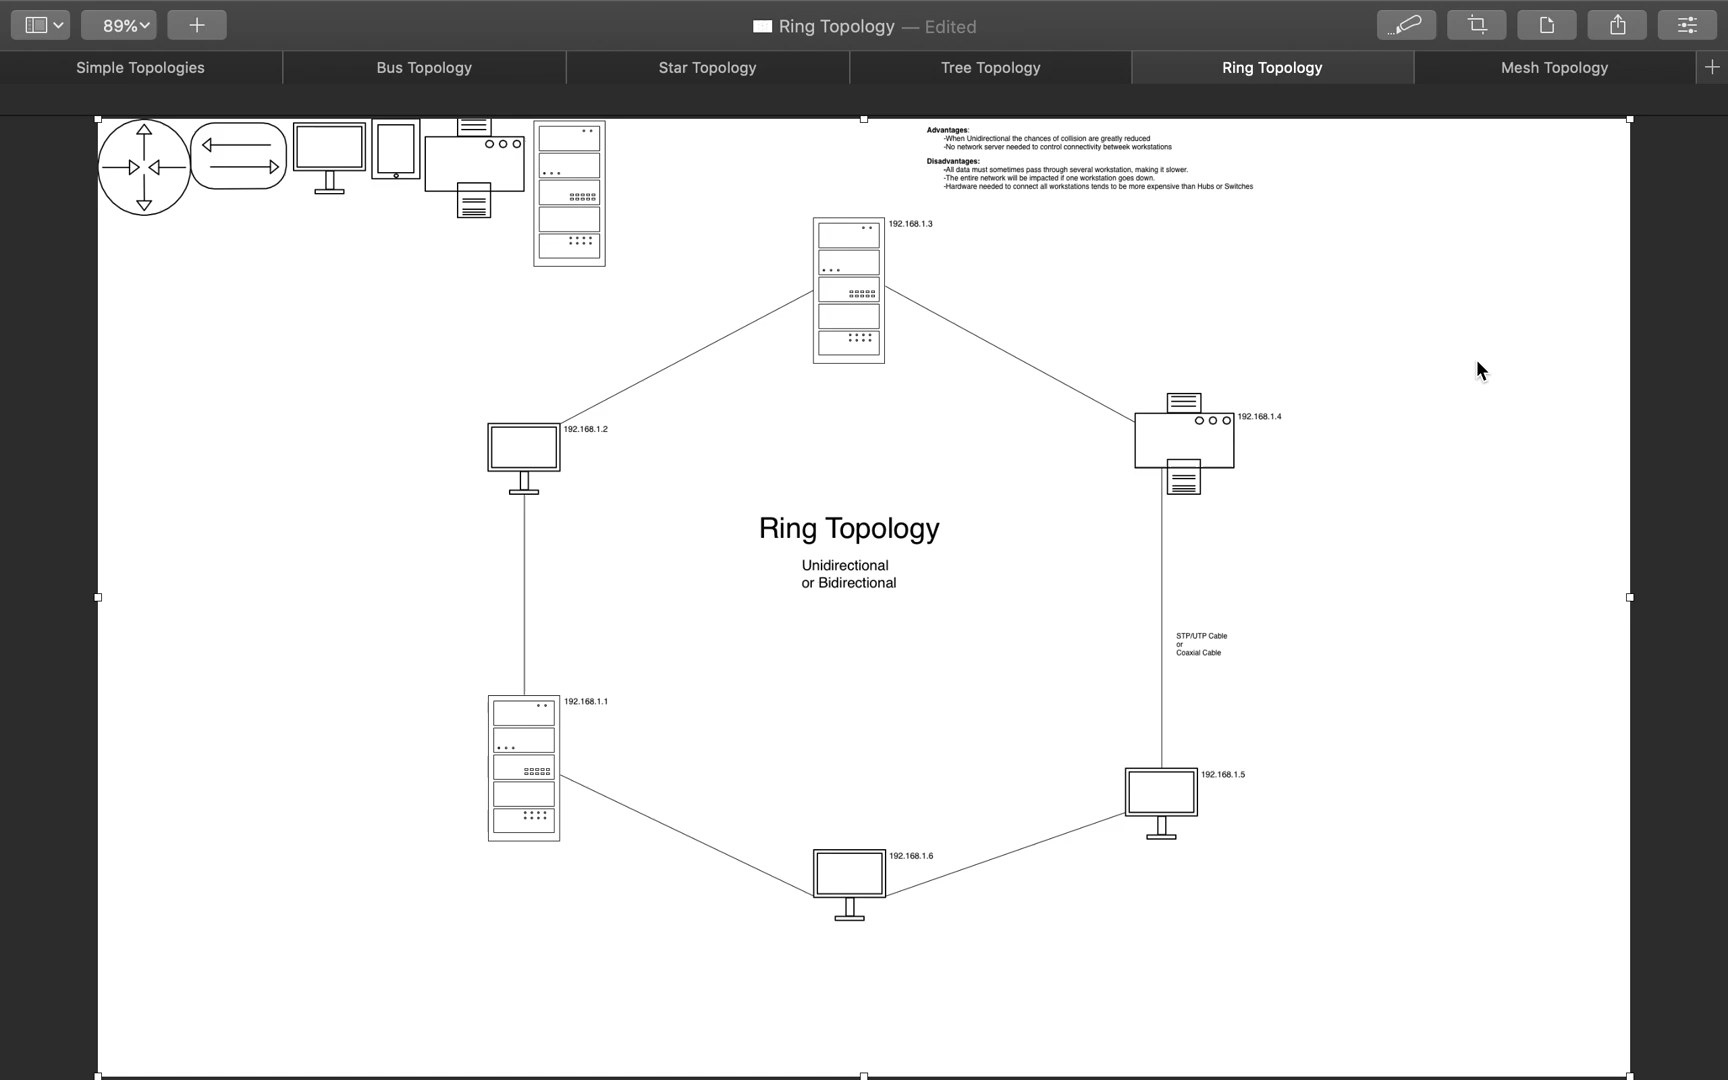 89%
Ring Topology — Edited
Simple Topologies
Bus Topology
Star Topology
Tree Topology
Ring Topology
Mesh Topology
Advantages:
-When Unidirectional the chances of collision are greatly reduced
-No network server needed to control connectivity betweek workstations
Disadvantages:
-All data must sometimes pass through several workstation, making it slower.
-The entire network will be impacted if one workstation goes down.
-Hardware needed to connect all workstations tends to be more expensive than Hubs or Switches
192.168.1.3
192.168.1.4
192.168.1.2
Ring Topology
Unidirectional
or Bidirectional
STP/UTP Cable
or
Coaxial Cable
192.168.1.1
192.168.1.5
192.168.1.6